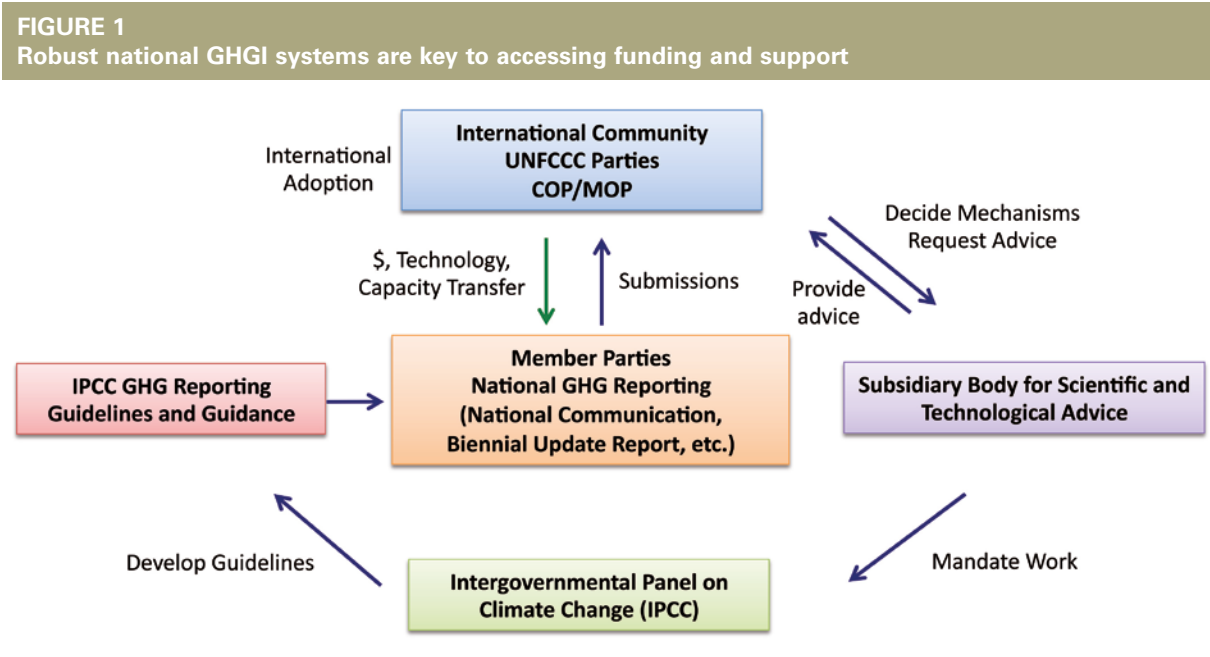 FIGURE 1
Robust national GHGI systems are key to accessing funding and support
International Community
UNFCCC Parties
COP/MOP
International
Adoption
Decide Mechanisms
Request Advice
$, Technology,
Capacity Transfer
Submissions
Provide
advice
Member Parties
National GHG Reporting
(National Communication,
Biennial Update Report, etc.)
IPCC GHG Reporting
Guidelines and Guidance
Subsidiary Body for Scientific and
Technological Advice
Develop Guidelines
Intergovernmental Panel on
Climate Change (IPCC)
Mandate Work